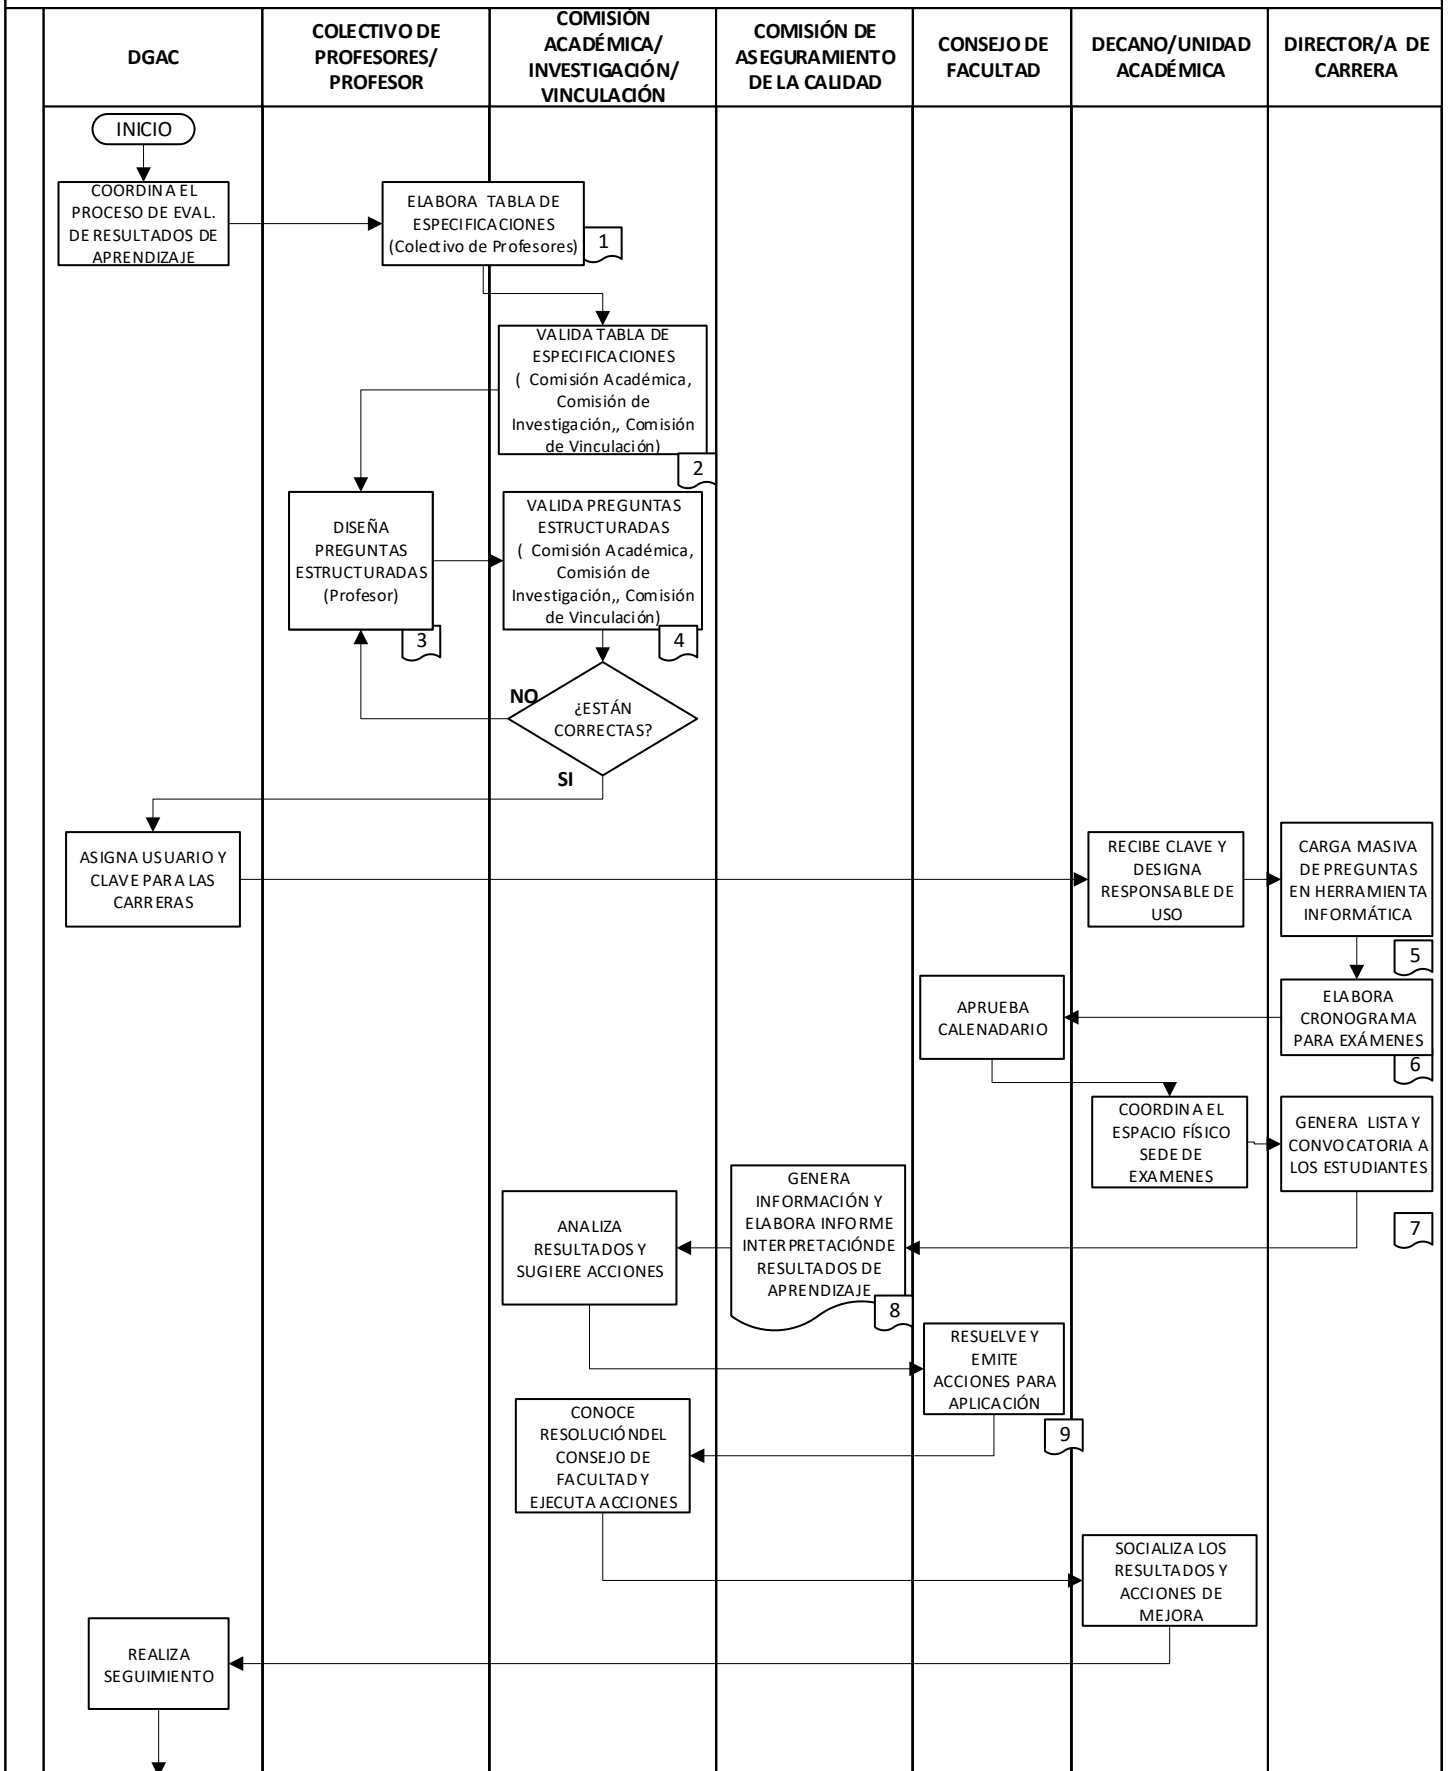 DGAC
COLECTIVO DE
PROFESORES/
PROFESOR
COMISIÓN
ACADÉMICA/
INVESTIGACIÓN/
VINCULACIÓN
COMISIÓN DE
ASEGURAMIENTO
DE LA CALIDAD
CONSEJO DE
FACULTAD
DECANO/UNIDAD
ACADÉMICA
DIRECTOR/A DE
CARRERA
INICIO
COORDINA EL
PROCESO DE EVAL.
DE RESULTADOS DE
APRENDIZAJE
ELABORA TABLA DE
ESPECIFICACIONES
(Colectivo de Profesores)
1
VALIDA TABLA DE
ESPECIFICACIONES
( Comisión Académica,
Comisión de
Investigación,, Comisión
de Vinculación)
2
DISEÑA
PREGUNTAS
ESTRUCTURADAS
(Profesor)
3
VALIDA PREGUNTAS
ESTRUCTURADAS
( Comisión Académica,
Comisión de
Investigación,, Comisión
de Vinculación)
4
NO
¿ESTÁN
CORRECTAS?
SI
ASIGNA USUARIO Y
CLAVE PARA LAS
CARRERAS
RECIBE CLAVE Y
DESIGNA
RESPONSABLE DE
USO
CARGA MASIVA
DE PREGUNTAS
EN HERRAMIENTA
INFORMÁTICA
5
ELABORA
CRONOGRAMA
PARA EXÁMENES
6
APRUEBA
CALENADARIO
COORDINA EL
ESPACIO FÍSICO
SEDE DE
EXAMENES
GENERA LISTA Y
CONVOCATORIA A
LOS ESTUDIANTES
7
GENERA
INFORMACIÓN Y
ELABORA INFORME
INTERPRETACIÓNDE
RESULTADOS DE
APRENDIZAJE
8
ANALIZA
RESULTADOS Y
SUGIERE ACCIONES
RESUELVE Y
EMITE
ACCIONES PARA
APLICACIÓN
9
CONOCE
RESOLUCIÓNDEL
CONSEJO DE
FACULTAD Y
EJECUTA ACCIONES
SOCIALIZA LOS
RESULTADOS Y
ACCIONES DE
MEJORA
REALIZA
SEGUIMIENTO